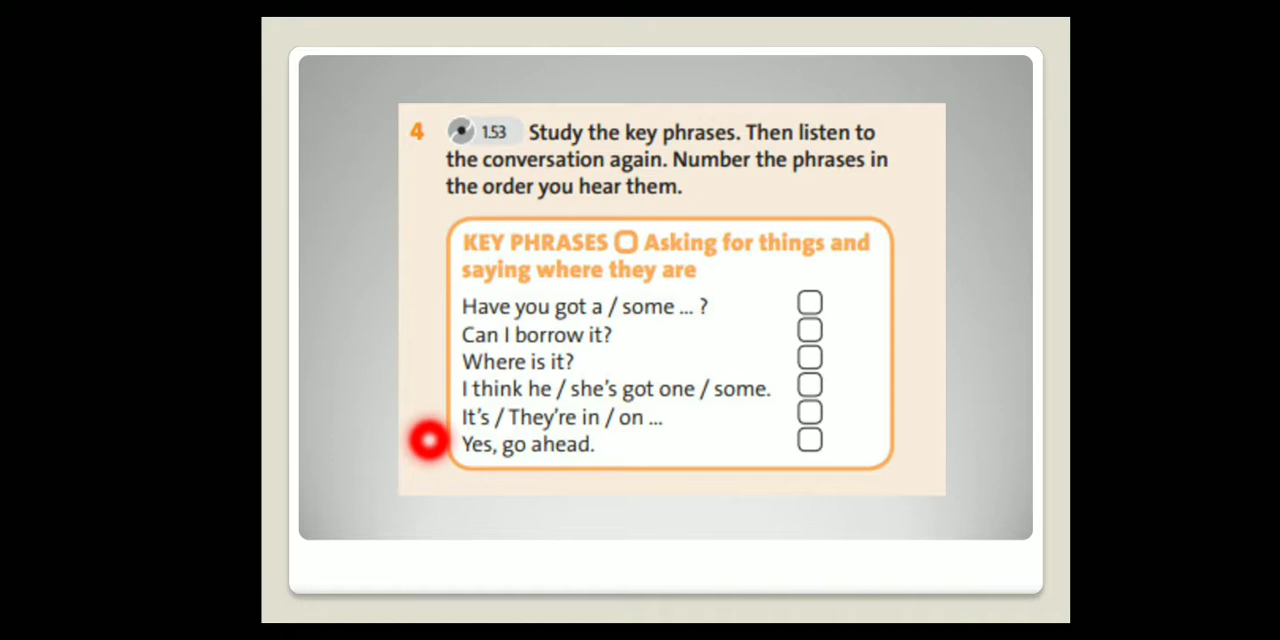 4 1.53 Study the key phrases. Then listen to
the conversation again. Number the phrases in
the order you hear them.
KEY PHRASES Asking for things and
saying where they are
Have you got a / some ... ?
Can I borrow it?
Where is it?
I think he / she's got one / some.
It's / They're in / on ...
Yes, go ahead.